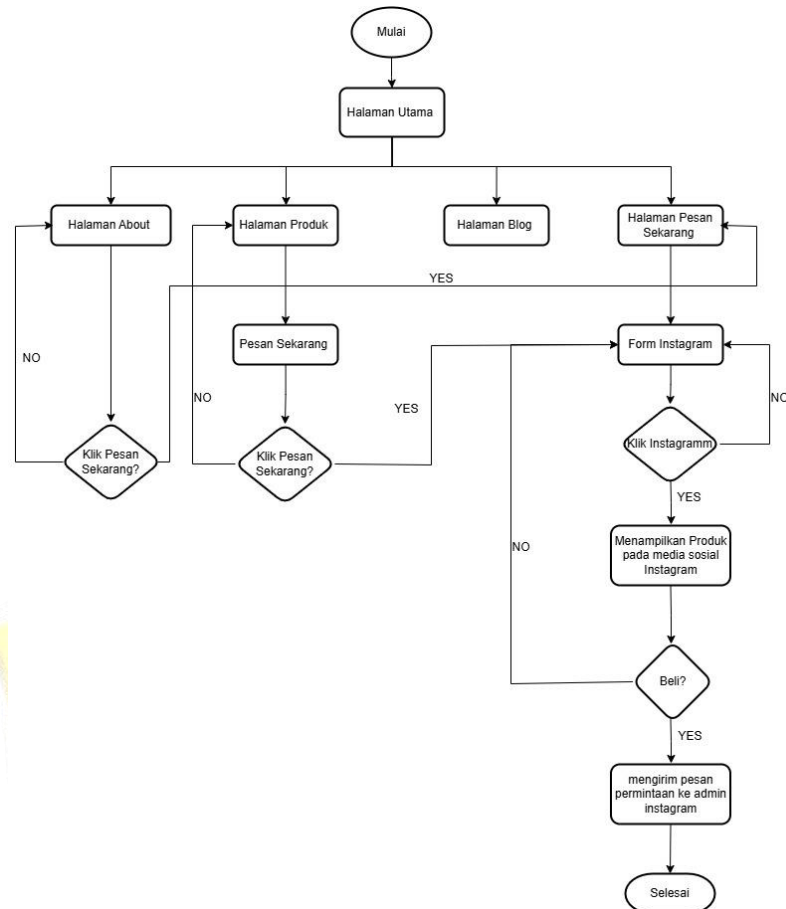 Mulai
Halaman Utama
Halaman About
Halaman Produk
Halaman Blog
Halaman Pesan
Sekarang
YES
Pesan Sekarang
Form Instagram
NO
NO
YES
NO
Klik Pesan
Sekarang?
Klik Pesan
Sekarang?
Klik Instagramm
YES
Menampilkan Produk
pada media sosial
Instagram
NO
Beli?
YES
mengirim pesan
permintaan ke admin
instagram
Selesai